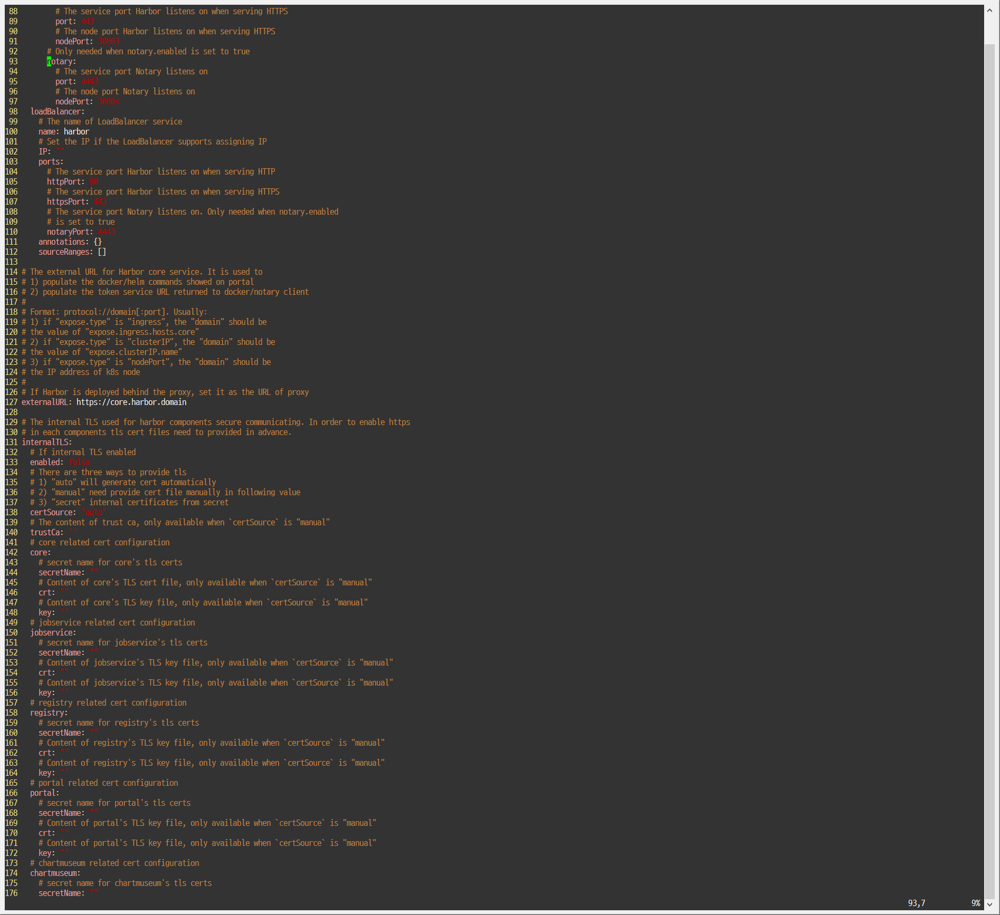 88         # The service port Harbor listens on when serving HTTPS
89         port: 443
90         # The node port Harbor listens on when serving HTTPS
91         nodePort: 30003
92       # Only needed when notary.enabled is set to true
93       notary:
94         # The service port Notary listens on
95         port: 4443
96         # The node port Notary listens on
97         nodePort: 30004
98   loadBalancer:
99     # The name of LoadBalancer service
100     name: harbor
101     # Set the IP if the LoadBalancer supports assigning IP
102     IP: ""
103     ports:
104       # The service port Harbor listens on when serving HTTP
105       httpPort: 80
106       # The service port Harbor listens on when serving HTTPS
107       httpsPort: 443
108       # The service port Notary listens on. Only needed when notary.enabled
109       # is set to true
110       notaryPort: 4443
111     annotations: {}
112     sourceRanges: []
113
114 # The external URL for Harbor core service. It is used to
115 # 1) populate the docker/helm commands showed on portal
116 # 2) populate the token service URL returned to docker/notary client
117 #
118 # Format: protocol://domain[:port]. Usually:
119 # 1) if "expose.type" is "ingress", the "domain" should be
120 # the value of "expose.ingress.hosts.core"
121 # 2) if "expose.type" is "clusterIP", the "domain" should be
122 # the value of "expose.clusterIP.name"
123 # 3) if "expose.type" is "nodePort", the "domain" should be
124 # the IP address of k8s node
125 #
126 # If Harbor is deployed behind the proxy, set it as the URL of proxy
127 externalURL: https://core.harbor.domain
128
129 # The internal TLS used for harbor components secure communicating. In order to enable https
130 # in each components tls cert files need to provided in advance.
131 internalTLS:
132   # If internal TLS enabled
133   enabled: false
134   # There are three ways to provide tls
135   # 1) "auto" will generate cert automatically
136   # 2) "manual" need provide cert file manually in following value
137   # 3) "secret" internal certificates from secret
138   certSource: "auto"
139   # The content of trust ca, only available when `certSource` is "manual"
140   trustCa: ""
141   # core related cert configuration
142   core:
143     # secret name for core's tls certs
144     secretName: ""
145     # Content of core's TLS cert file, only available when `certSource` is "manual"
146     crt: ""
147     # Content of core's TLS key file, only available when `certSource` is "manual"
148     key: ""
149   # jobservice related cert configuration
150   jobservice:
151     # secret name for jobservice's tls certs
152     secretName: ""
153     # Content of jobservice's TLS key file, only available when `certSource` is "manual"
154     crt: ""
155     # Content of jobservice's TLS key file, only available when `certSource` is "manual"
156     key: ""
157   # registry related cert configuration
158   registry:
159     # secret name for registry's tls certs
160     secretName: ""
161     # Content of registry's TLS key file, only available when `certSource` is "manual"
162     crt: ""
163     # Content of registry's TLS key file, only available when `certSource` is "manual"
164     key: ""
165   # portal related cert configuration
166   portal:
167     # secret name for portal's tls certs
168     secretName: ""
169     # Content of portal's TLS key file, only available when `certSource` is "manual"
170     crt: ""
171     # Content of portal's TLS key file, only available when `certSource` is "manual"
172     key: ""
173   # chartmuseum related cert configuration
174   chartmuseum:
175     # secret name for chartmuseum's tls certs
176     secretName: ""
93,7           9%